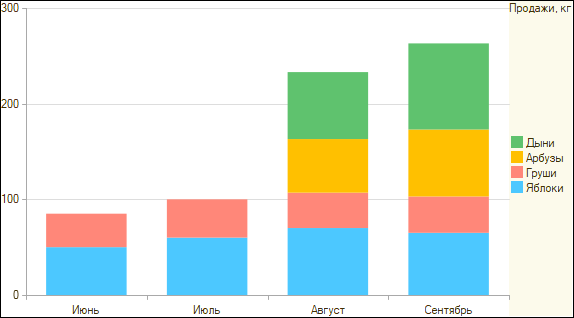 Продажи, кг
300
200
100
0
Июнь
Июль
Август
Сентябрь
Дыни
Арбузы
Груши
Яблоки